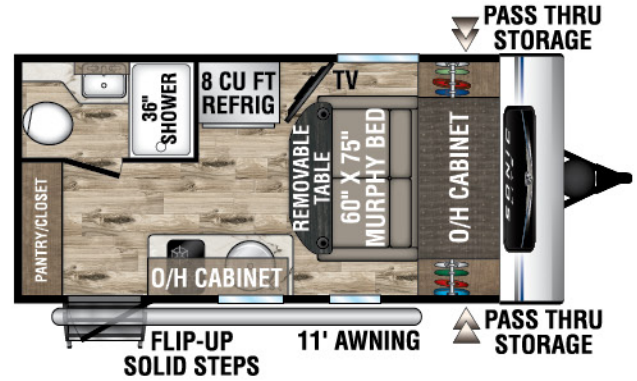 PASS THRU
STORAGE
36"
SHOWER
8 CU FT
REFRIG
TV
REMOVABLE
TABLE
60" X 75"
MURPHY BED
O/H CABINET
SONIC
PANTRY/CLOSET
O/H CABINET
FLIP-UP
SOLID STEPS
11' AWNING
PASS THRU
STORAGE